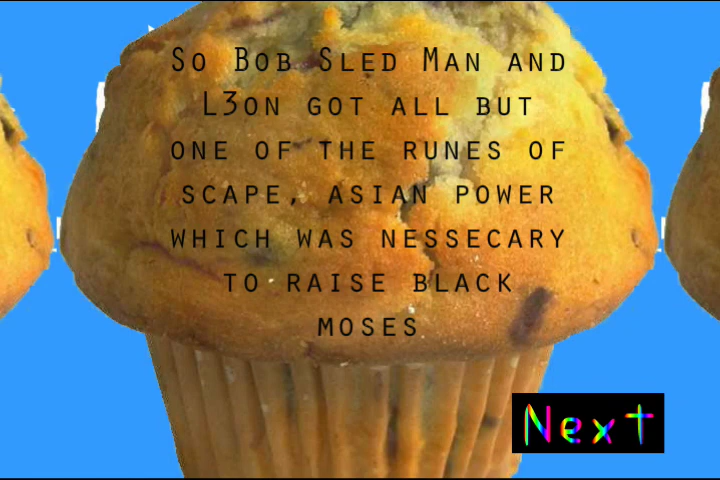 So Bob Sled Man and
L3on got all but
one of the runes of
scape, asian power
which was nessecary
to raise black
moses
Next